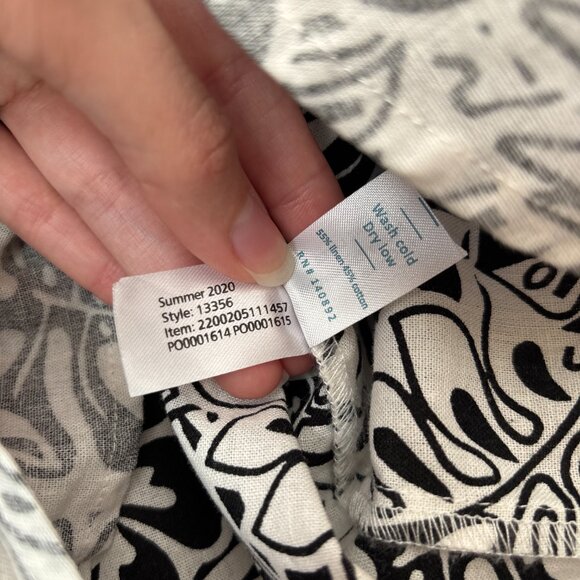 Summer 2020
Style: 13356
Item: 2200205111457
PO0001614 PO0001615
Wash cold
Dry low
55% linen 45% cotton
RN# 140892